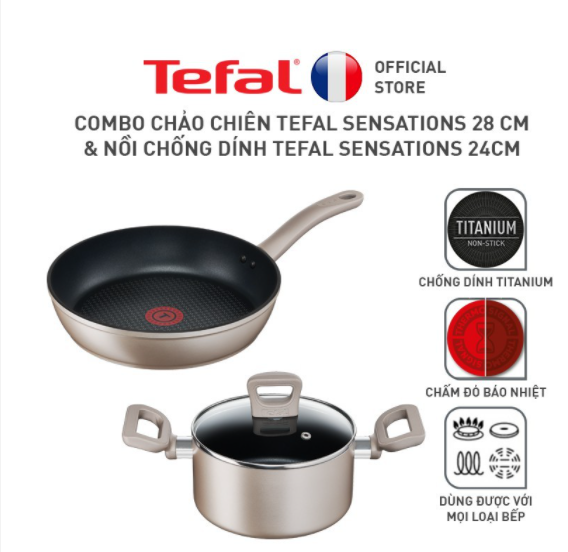 Tefal
OFFICIAL
STORE
COMBO CHẢO CHIÊN TEFAL SENSATIONS 28 CM
& NỒI CHỐNG DÍNH TEFAL SENSATIONS 24CM
TITANIUM
NON-STICK
CHỐNG DÍNH TITANIUM
CHẤM ĐỎ BÁO NHIỆT
DÙNG ĐƯỢC VỚI
MỌI LOẠI BẾP